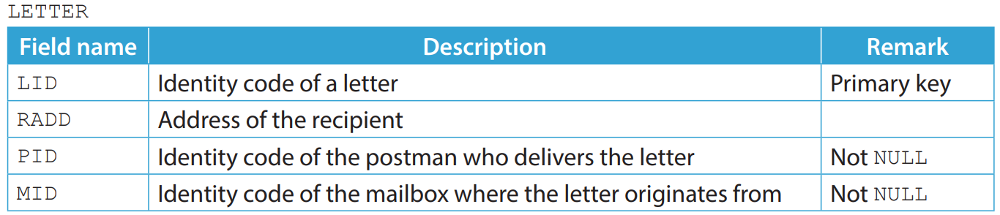 LETTER
Field name Description Remark
LID Identity code of a letter Primary key
RADD Address of the recipient
PID Identity code of the postman who delivers the letter Not NULL
MID Identity code of the mailbox where the letter originates from Not NULL